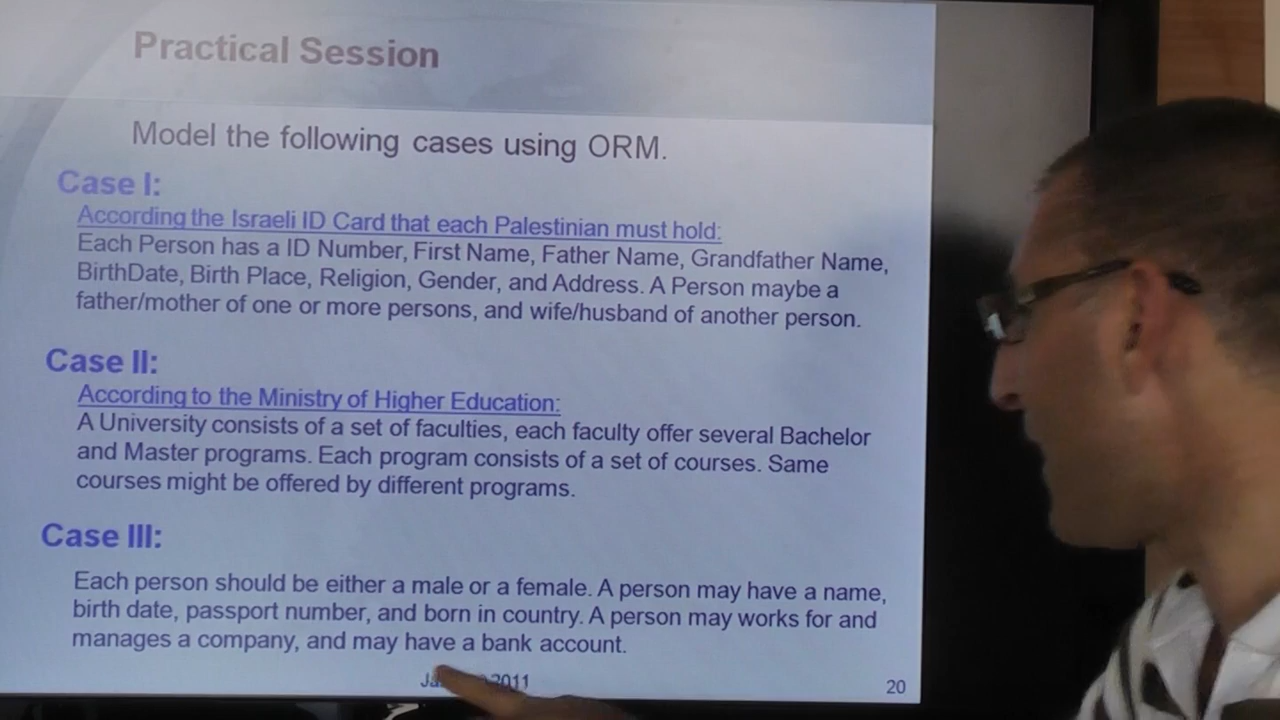 Practical Session
Model the following cases using ORM.
Case I:
According the Israeli ID Card that each Palestinian must hold:
Each Person has a ID Number, First Name, Father Name, Grandfather Name,
BirthDate, Birth Place, Religion, Gender, and Address. A Person maybe a
father/mother of one or more persons, and wife/husband of another person.
Case II:
According to the Ministry of Higher Education:
A University consists of a set of faculties, each faculty offer several Bachelor
and Master programs. Each program consists of a set of courses. Same
courses might be offered by different programs.
Case III:
Each person should be either a male or a female. A person may have a name,
birth date, passport number, and born in country. A person may works for and
manages a company, and may have a bank account.
2011
20